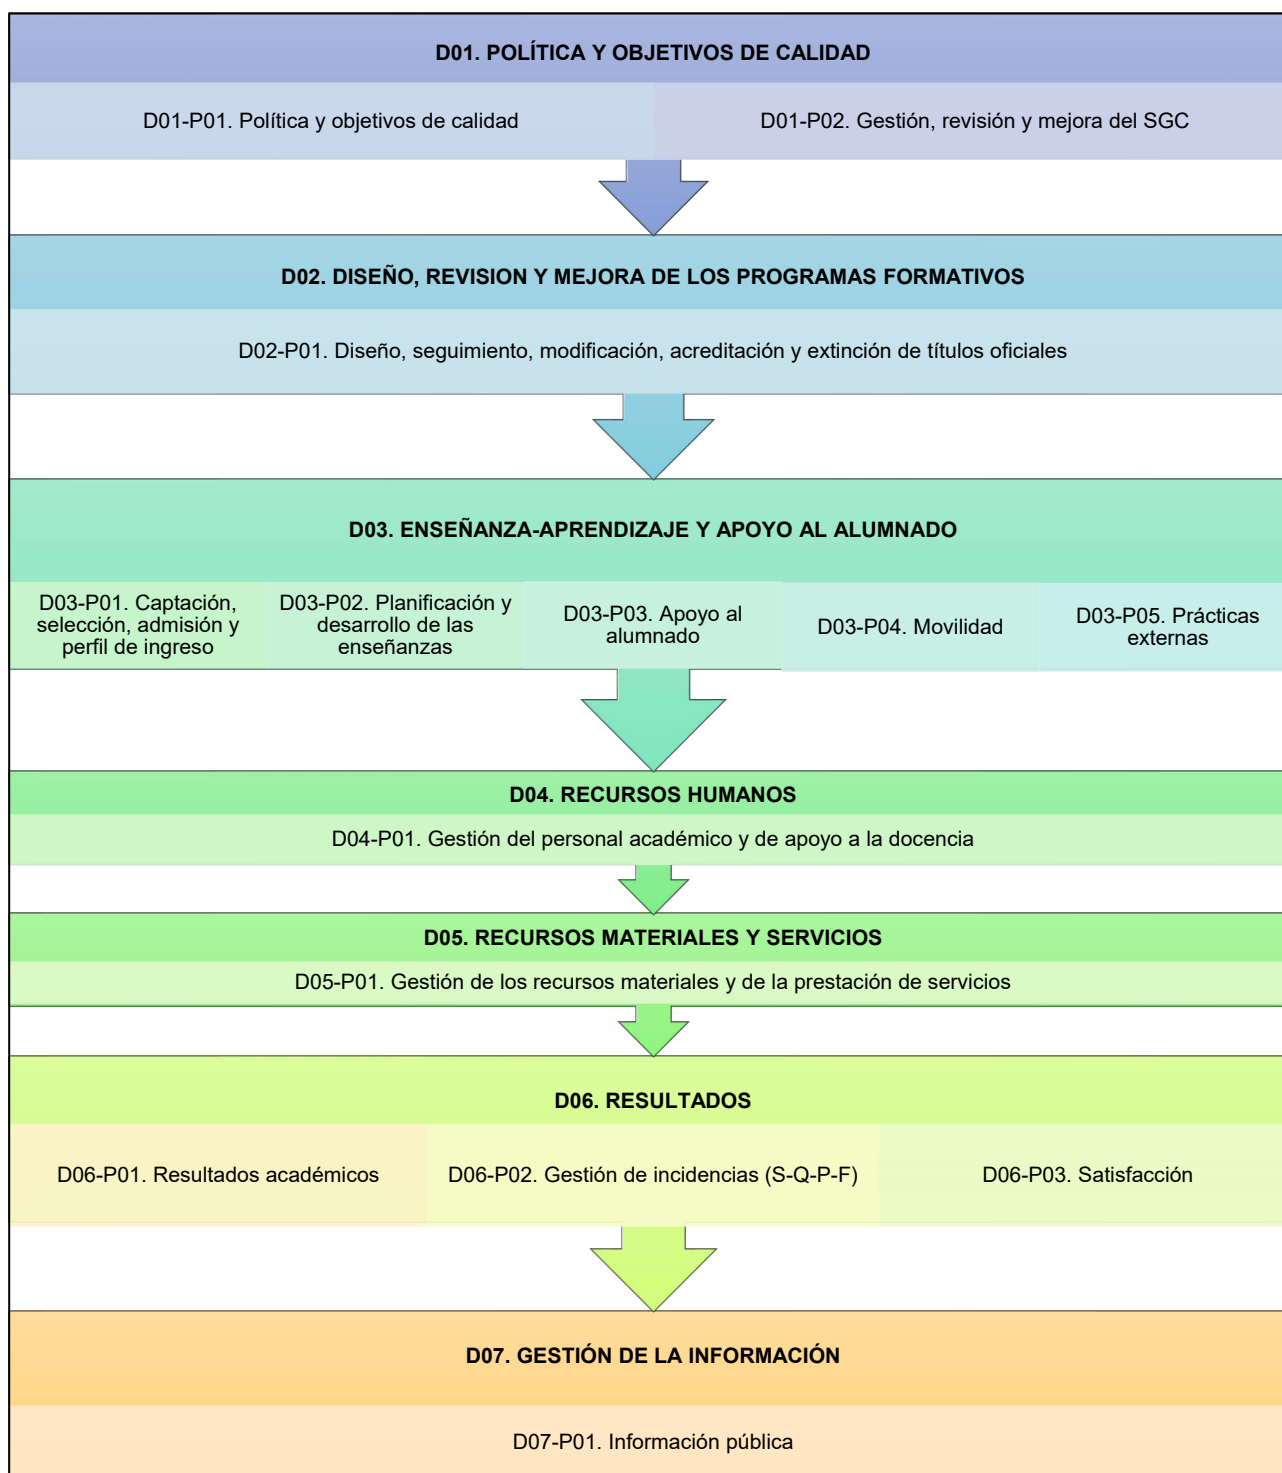 D01. POLÍTICA Y OBJETIVOS DE CALIDAD
D01-P01. Política y objetivos de calidad
D01-P02. Gestión, revisión y mejora del SGC
D02. DISEÑO, REVISION Y MEJORA DE LOS PROGRAMAS FORMATIVOS
D02-P01. Diseño, seguimiento, modificación, acreditación y extinción de títulos oficiales
D03. ENSEÑANZA-APRENDIZAJE Y APOYO AL ALUMNADO
D03-P01. Captación,
selección, admisión y
perfil de ingreso
D03-P02. Planificación y
desarrollo de las
enseñanzas
D03-P03. Apoyo al
alumnado
D03-P04. Movilidad
D03-P05. Prácticas
externas
D04. RECURSOS HUMANOS
D04-P01. Gestión del personal académico y de apoyo a la docencia
D05. RECURSOS MATERIALES Y SERVICIOS
D05-P01. Gestión de los recursos materiales y de la prestación de servicios
D06. RESULTADOS
D06-P01. Resultados académicos
D06-P02. Gestión de incidencias (S-Q-P-F)
D06-P03. Satisfacción
D07. GESTIÓN DE LA INFORMACIÓN
D07-P01. Información pública